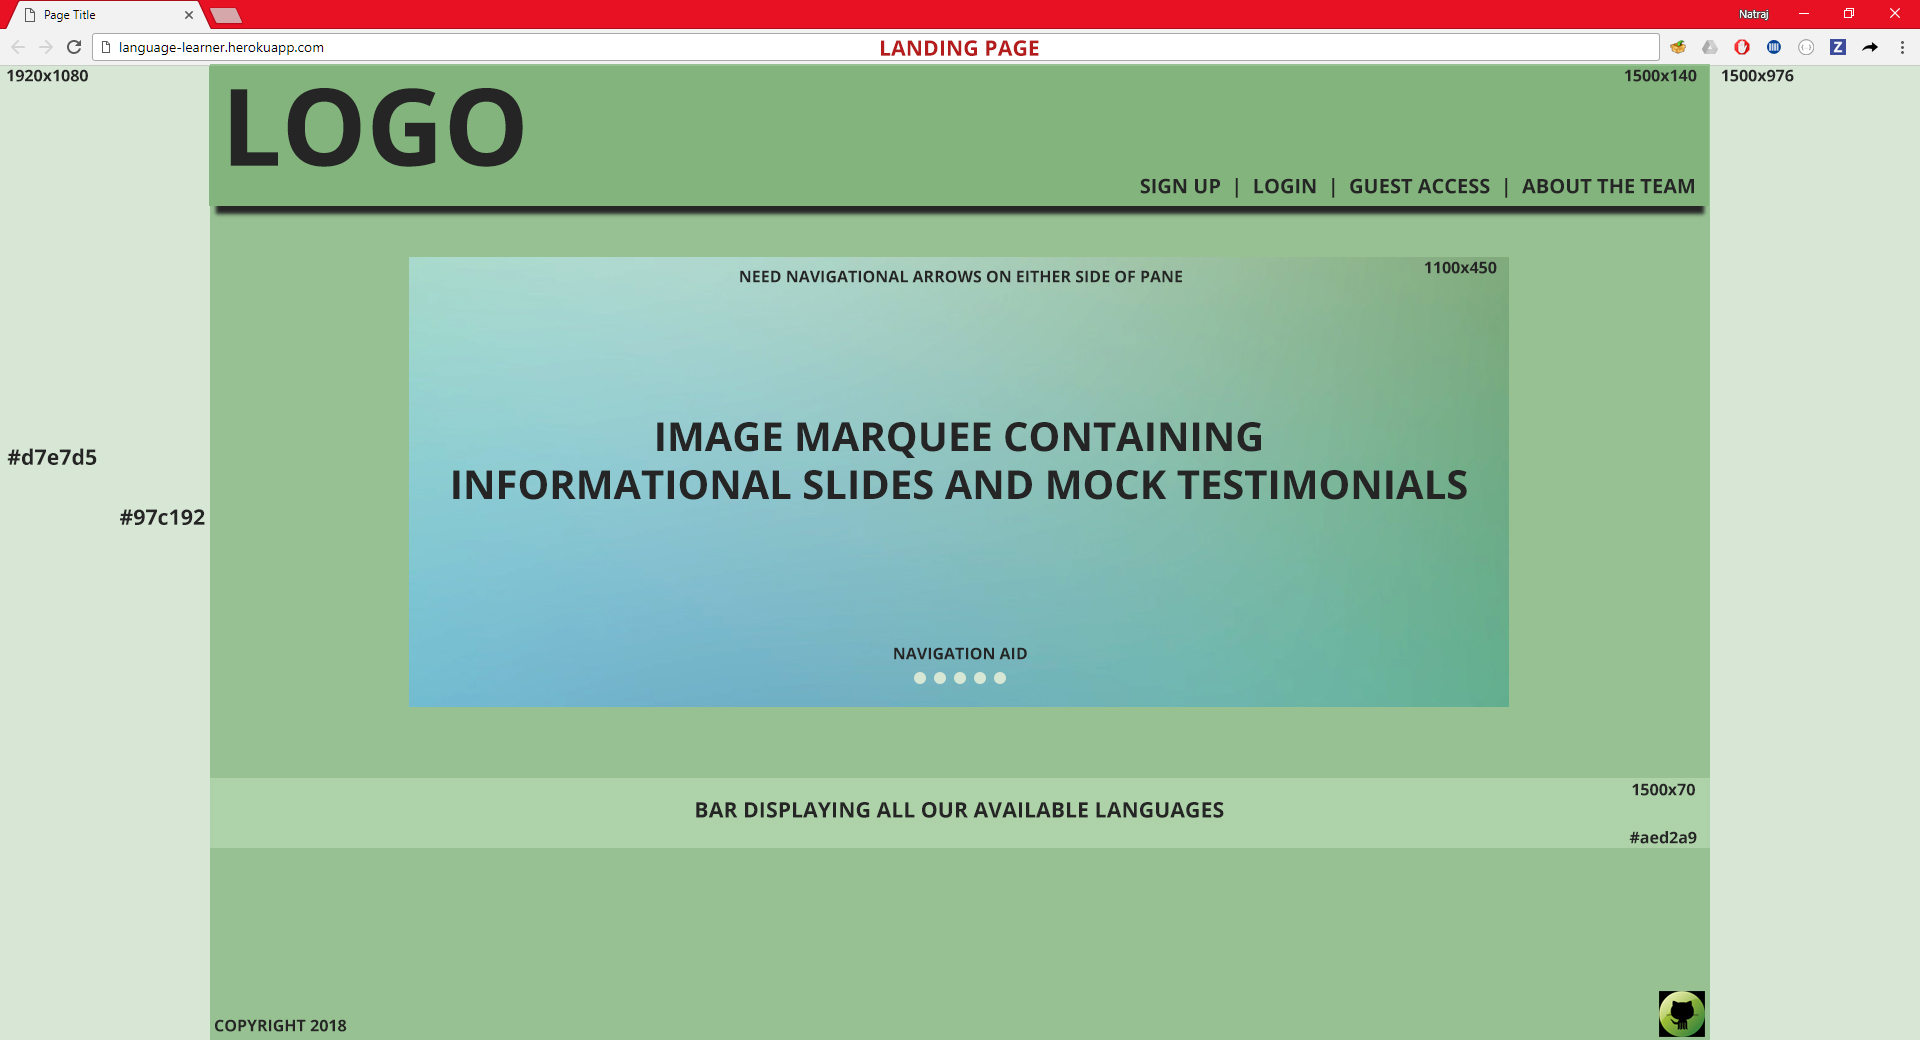 Page Title
Natraj
language-learner.herokuapp.com
LANDING PAGE
Z
1920x1080
1500x140
1500x976
LOGO
SIGN UP | LOGIN | GUEST ACCESS | ABOUT THE TEAM
1100x450
NEED NAVIGATIONAL ARROWS ON EITHER SIDE OF PANE
IMAGE MARQUEE CONTAINING
INFORMATIONAL SLIDES AND MOCK TESTIMONIALS
#d7e7d5
#97c192
NAVIGATION AID
1500x70
BAR DISPLAYING ALL OUR AVAILABLE LANGUAGES
#aed2a9
COPYRIGHT 2018